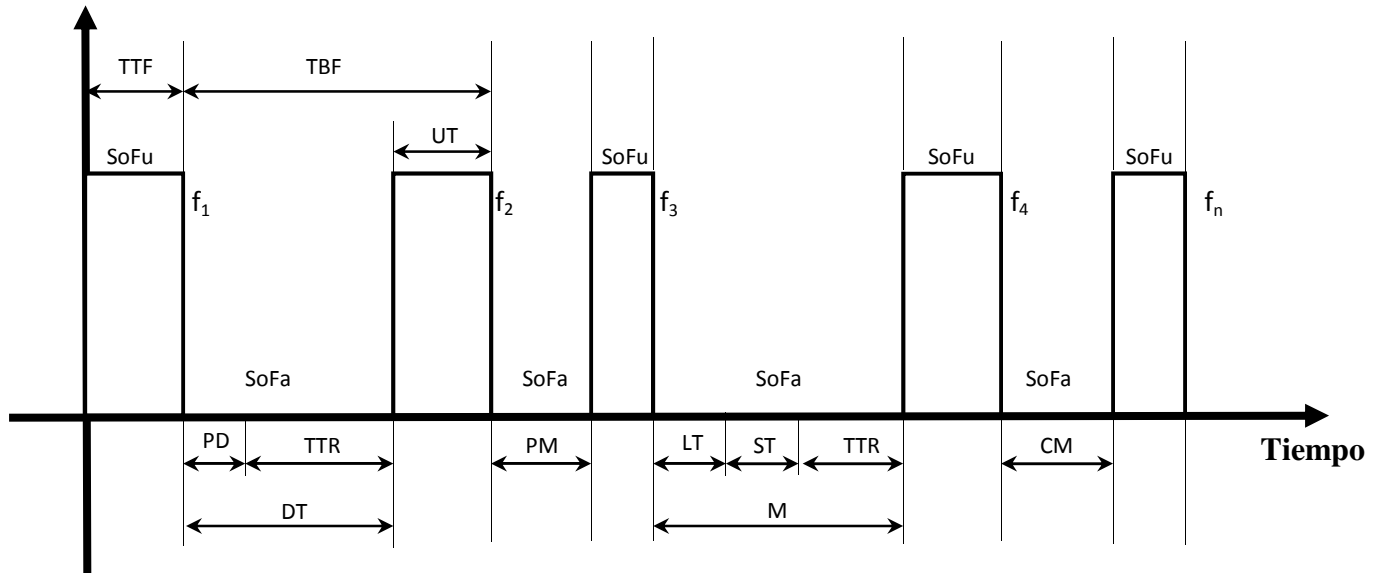 TTF TBF
UT
SoFu SoFu SoFu SoFu
f₁ f₂ f₃ f₄ fₙ
SoFa SoFa SoFa SoFa
PD TTR PM LT ST TTR CM
Tiempo
DT M